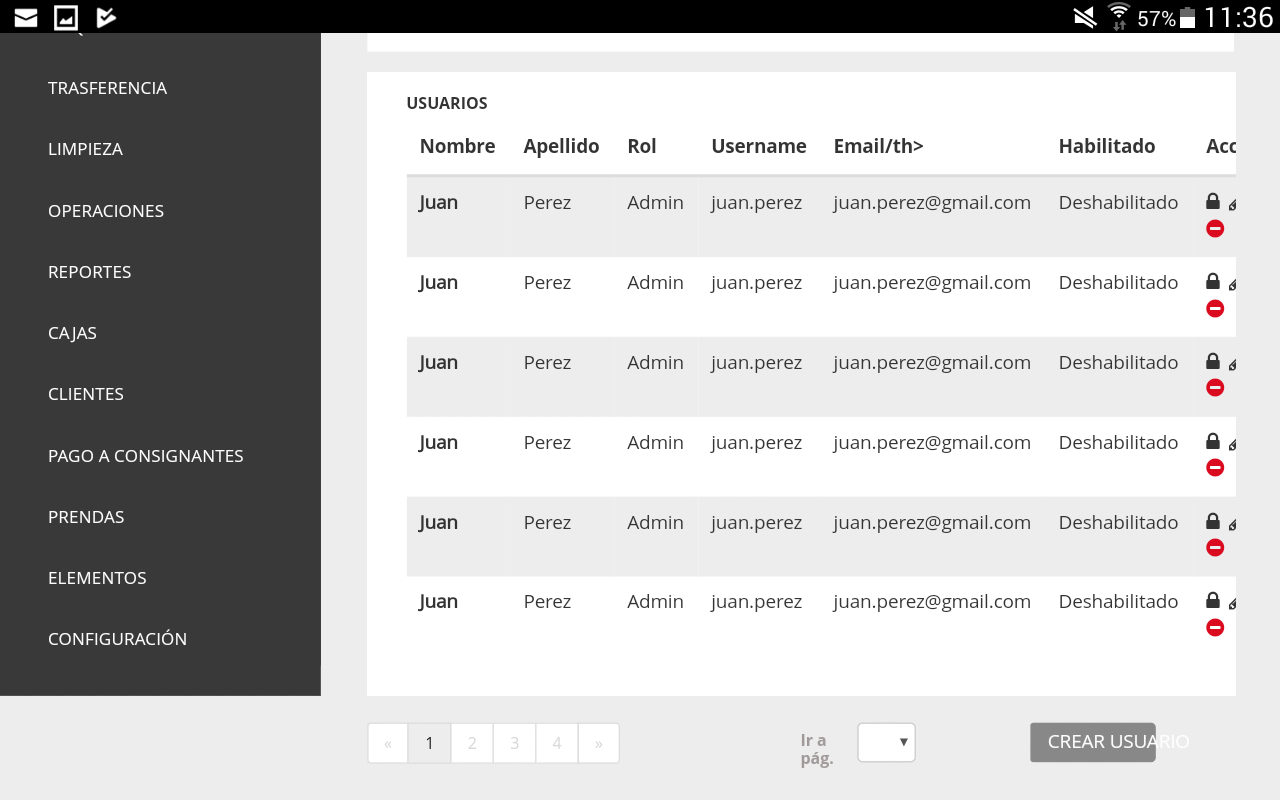 57% 11:36
TRASFERENCIA
LIMPIEZA
OPERACIONES
REPORTES
CAJAS
CLIENTES
PAGO A CONSIGNANTES
PRENDAS
ELEMENTOS
CONFIGURACIÓN
USUARIOS
Nombre Apellido Rol Username Email/th> Habilitado Acc
Juan Perez Admin juan.perez juan.perez@gmail.com Deshabilitado
Juan Perez Admin juan.perez juan.perez@gmail.com Deshabilitado
Juan Perez Admin juan.perez juan.perez@gmail.com Deshabilitado
Juan Perez Admin juan.perez juan.perez@gmail.com Deshabilitado
Juan Perez Admin juan.perez juan.perez@gmail.com Deshabilitado
Juan Perez Admin juan.perez juan.perez@gmail.com Deshabilitado
« 1 2 3 4 »
Ir a
pág.
CREAR USUARIO